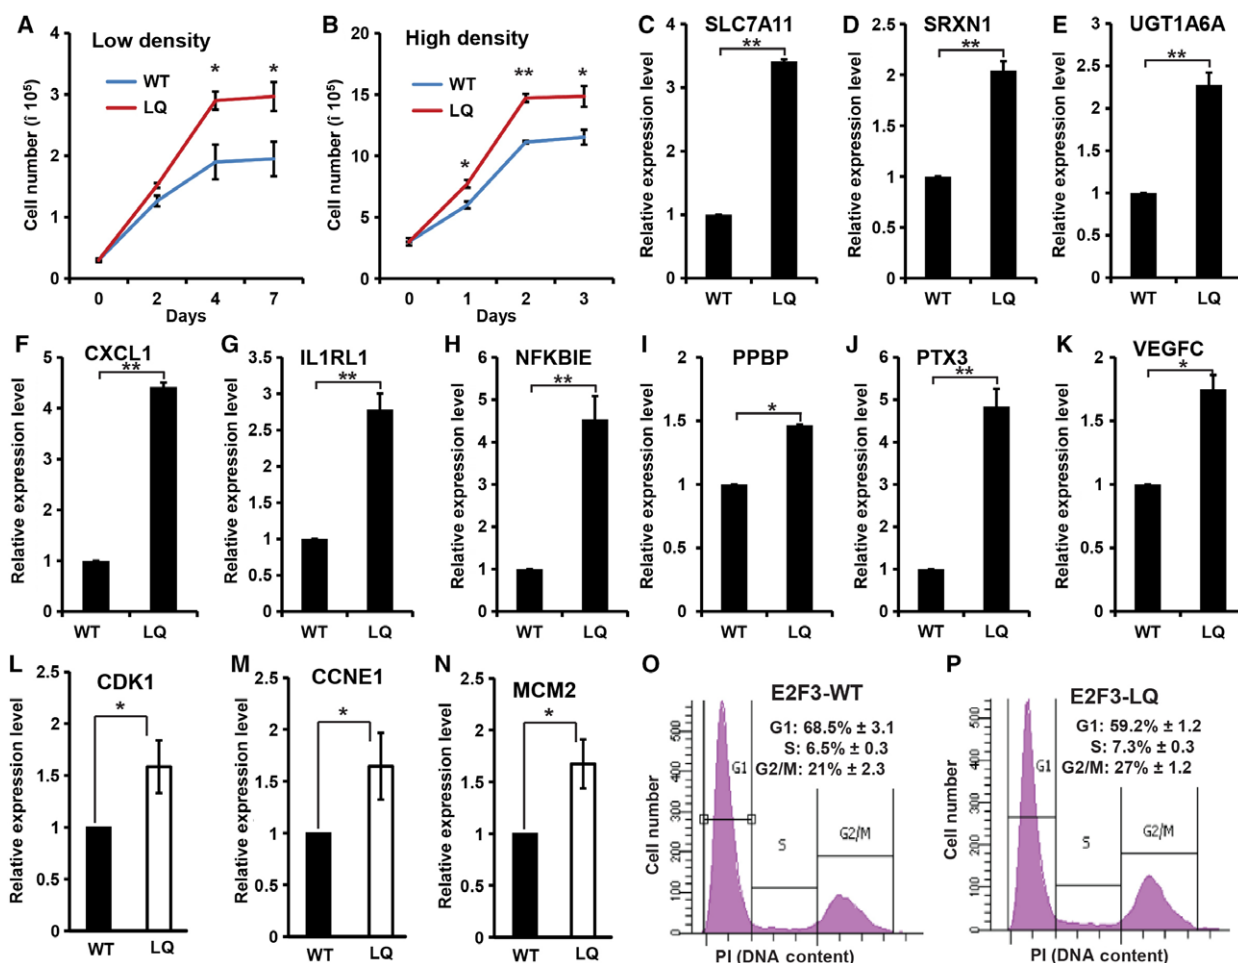 A
Low density
WT
LQ
Cell number (i 10⁵)
4
3
2
1
0
* *
0 2 4 7
Days
B
High density
WT
LQ
Cell number (i 10⁵)
20
15
10
5
0
* ** *
0 1 2 3
Days
C
SLC7A11
**
Relative expression level
4
3
2
1
0
WT LQ
D
SRXN1
**
Relative expression level
2.5
2
1.5
1
0.5
0
WT LQ
E
UGT1A6A
**
Relative expression level
3
2.5
2
1.5
1
0.5
0
WT LQ
F
CXCL1
**
Relative expression level
5
4
3
2
1
0
WT LQ
G
IL1RL1
**
Relative expression level
3.5
3
2.5
2
1.5
1
0.5
0
WT LQ
H
NFKBIE
**
Relative expression level
6
5
4
3
2
1
0
WT LQ
I
PPBP
*
Relative expression level
2
1.5
1
0.5
0
WT LQ
J
PTX3
**
Relative expression level
6
5
4
3
2
1
0
WT LQ
K
VEGFC
*
Relative expression level
2
1.5
1
0.5
0
WT LQ
L
CDK1
*
Relative expression level
2.5
2
1.5
1
0.5
0
WT LQ
M
CCNE1
*
Relative expression level
2.5
2
1.5
1
0.5
0
WT LQ
N
MCM2
*
Relative expression level
2.5
2
1.5
1
0.5
0
WT LQ
O
E2F3-WT
G1: 68.5% ± 3.1
S: 6.5% ± 0.3
G2/M: 21% ± 2.3
G1
S
G2/M
Cell number
500
400
300
200
100
0
PI (DNA content)
P
E2F3-LQ
G1: 59.2% ± 1.2
S: 7.3% ± 0.3
G2/M: 27% ± 1.2
G1
S
G2/M
Cell number
500
400
300
200
100
0
PI (DNA content)